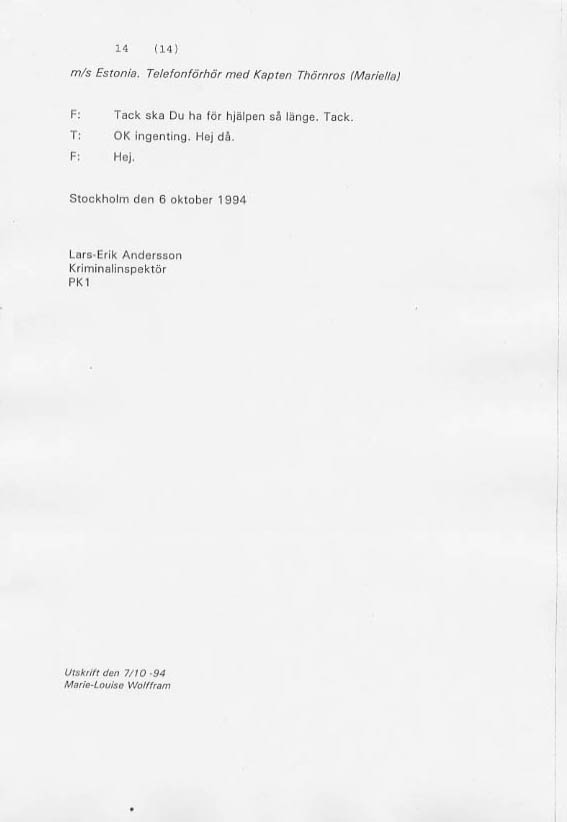 14 (14)
m/s Estonia. Telefonförhör med Kapten Thörnros (Mariella)
F: Tack ska Du ha för hjälpen så länge. Tack.
T: OK ingenting. Hej då.
F: Hej.
Stockholm den 6 oktober 1994
Lars-Erik Andersson
Kriminalinspektör
PK1
Utskrift den 7/10 -94
Marie-Louise Wolffram